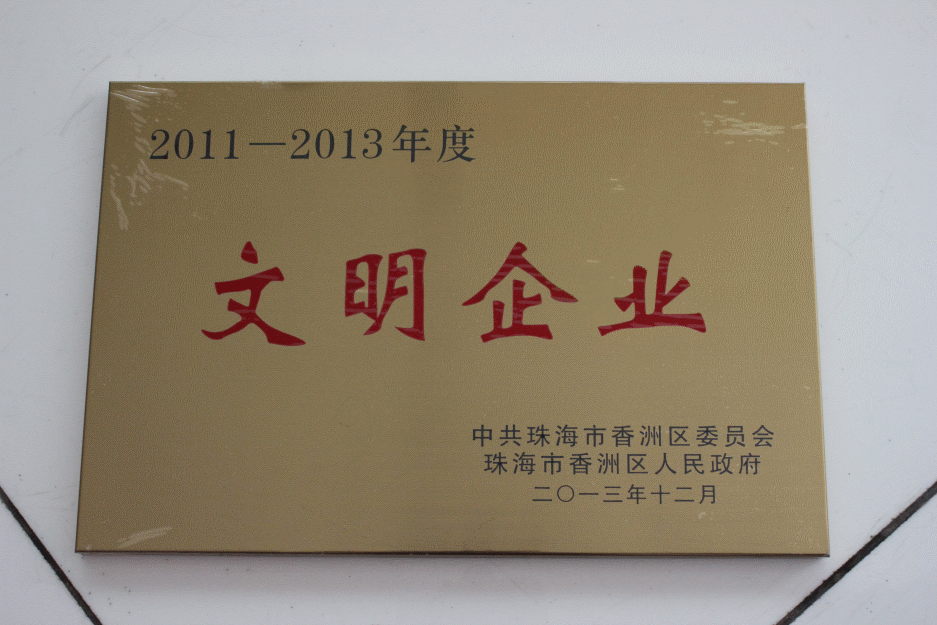 2011—2013年度
文明企业
中共珠海市香洲区委员会
珠海市香洲区人民政府
二〇一三年十二月